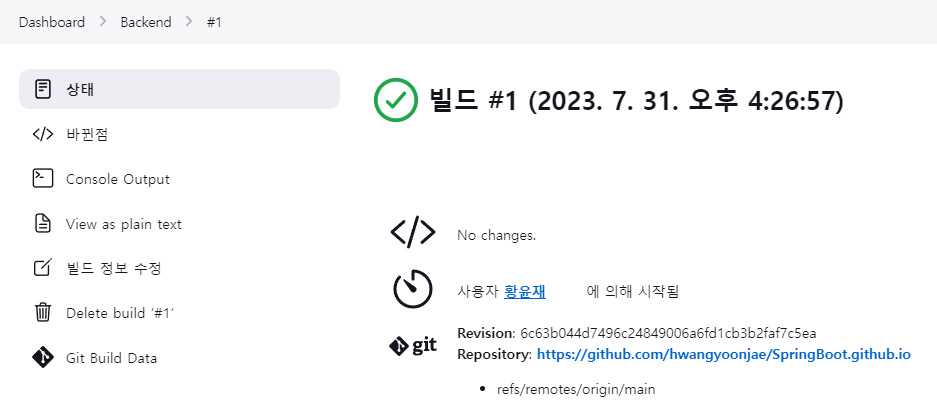 Dashboard > Backend > #1
상태
바뀐점
Console Output
View as plain text
빌드 정보 수정
Delete build ‘#1’
Git Build Data
빌드 #1 (2023. 7. 31. 오후 4:26:57)
No changes.
사용자 황윤재 에 의해 시작됨
git
Revision: 6c63b044d7496c24849006a6fd1cb3b2faf7c5ea
Repository: https://github.com/hwangyoonjae/SpringBoot.github.io
• refs/remotes/origin/main